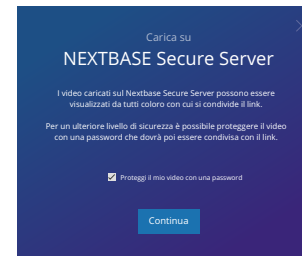 Carica su
NEXTBASE Secure Server
I video caricati sul Nextbase Secure Server possono essere
visualizzati da tutti coloro con cui si condivide il link.
Per un ulteriore livello di sicurezza è possibile proteggere il video
con una password che dovrà poi essere condivisa con il link.
Proteggi il mio video con una password
Continua